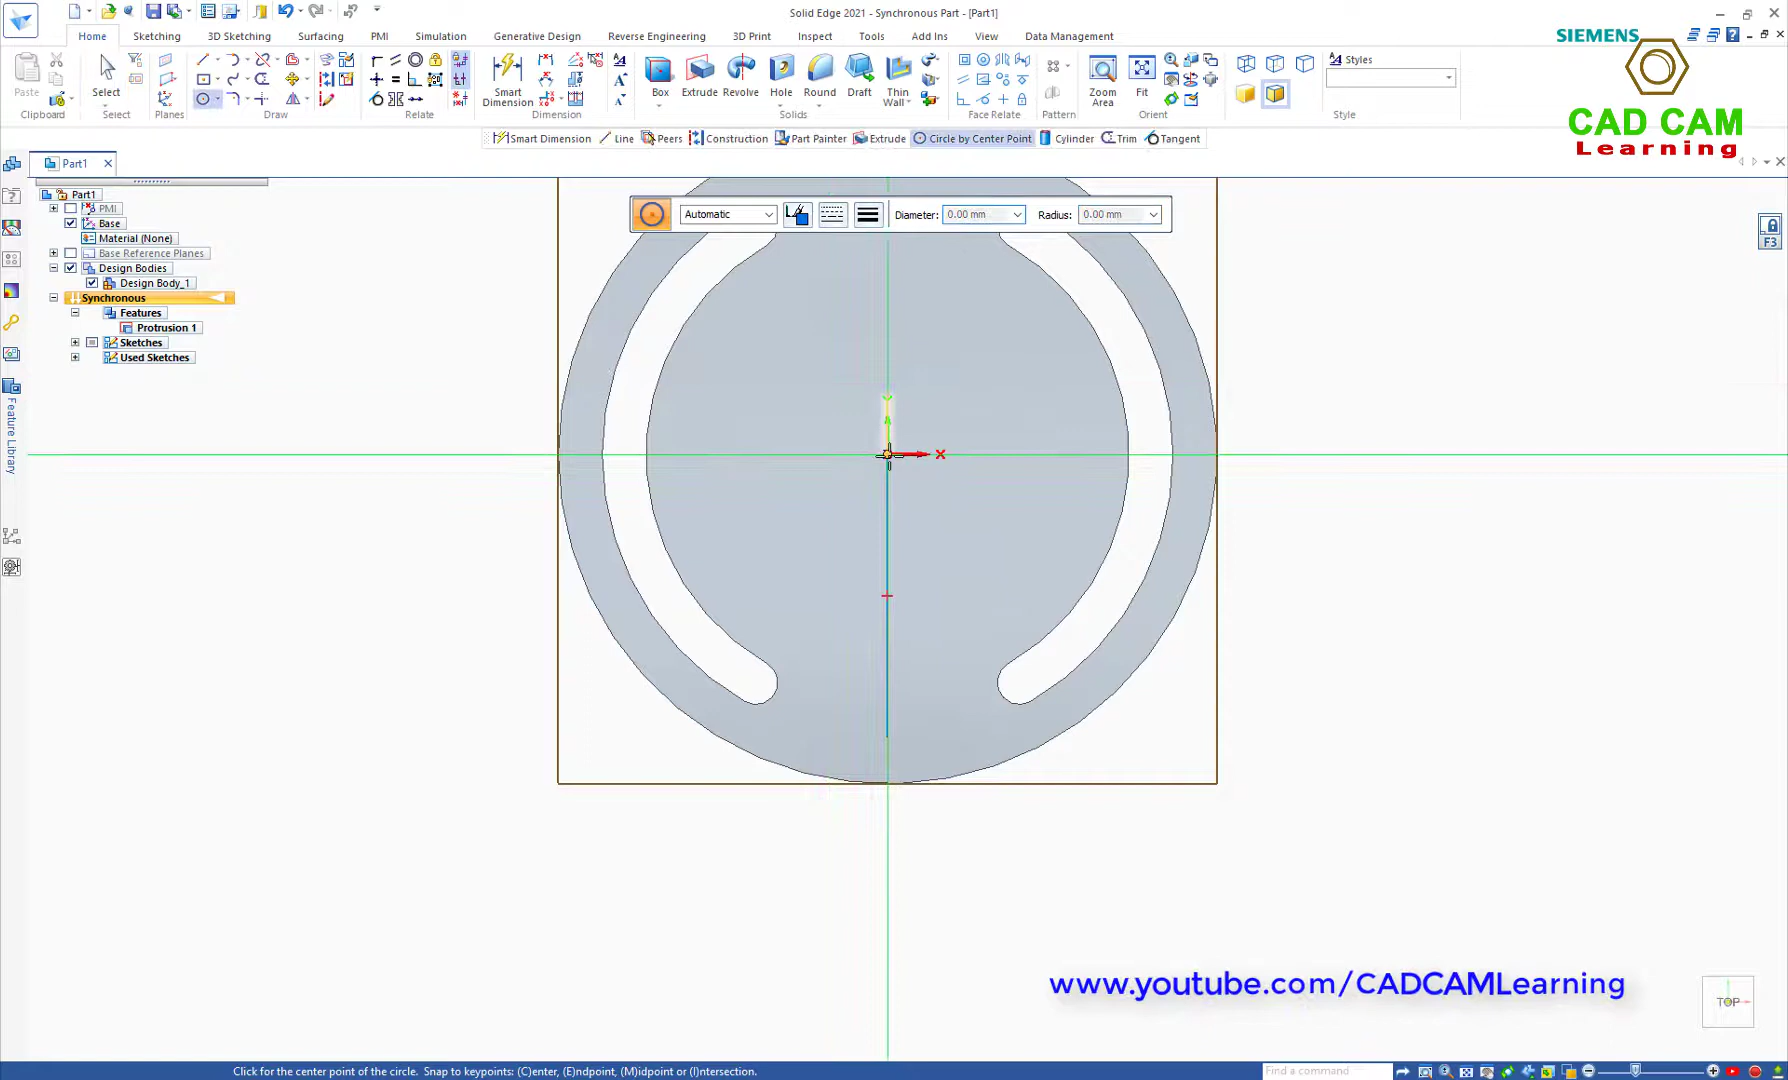 Solid Edge 2021 - Synchronous Part - [Part1]
Home Sketching 3D Sketching Surfacing PMI Simulation Generative Design Reverse Engineering 3D Print Inspect Tools Add Ins View Data Management
SIEMENS
Paste Select Smart Dimension Box Extrude Revolve Hole Round Draft Thin Wall Zoom Area Fit Styles
Clipboard Select Planes Draw Relate Dimension Solids Face Relate Pattern Orient Style
CAD CAM
Learning
Smart Dimension Line Peers Construction Part Painter Extrude Circle by Center Point Cylinder Trim Tangent
Part1
Part1
PMI
Base
Material (None)
Base Reference Planes
Design Bodies
Design Body_1
Synchronous
Features
Protrusion 1
Sketches
Used Sketches
Feature Library
Automatic Diameter: 0.00 mm Radius: 0.00 mm
F3
X
www.youtube.com/CADCAMLearning
TOP
Click for the center point of the circle. Snap to keypoints: (C)enter, (E)ndpoint, (M)idpoint or (I)ntersection.
Find a command